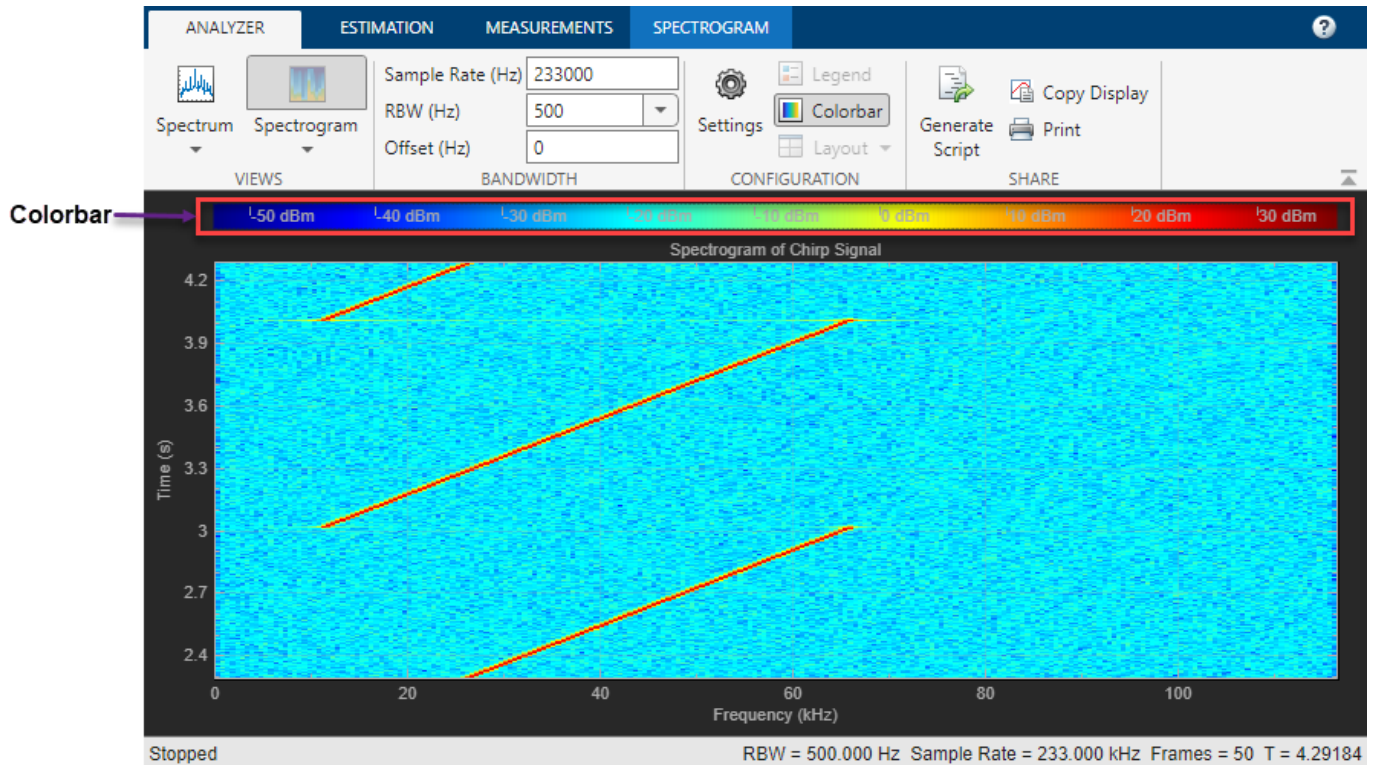 ANALYZER ESTIMATION MEASUREMENTS SPECTROGRAM ?
Sample Rate (Hz) 233000 Legend
RBW (Hz) 500 Colorbar Copy Display
Spectrum Spectrogram Settings Generate Script Print
Offset (Hz) 0 Layout
VIEWS BANDWIDTH CONFIGURATION SHARE
Colorbar -50 dBm -40 dBm -30 dBm -20 dBm -10 dBm 0 dBm 10 dBm 20 dBm 30 dBm
Spectrogram of Chirp Signal
4.2
3.9
3.6
Time (s)
3.3
3
2.7
2.4
0 20 40 60 80 100
Frequency (kHz)
Stopped RBW = 500.000 Hz Sample Rate = 233.000 kHz Frames = 50 T = 4.29184